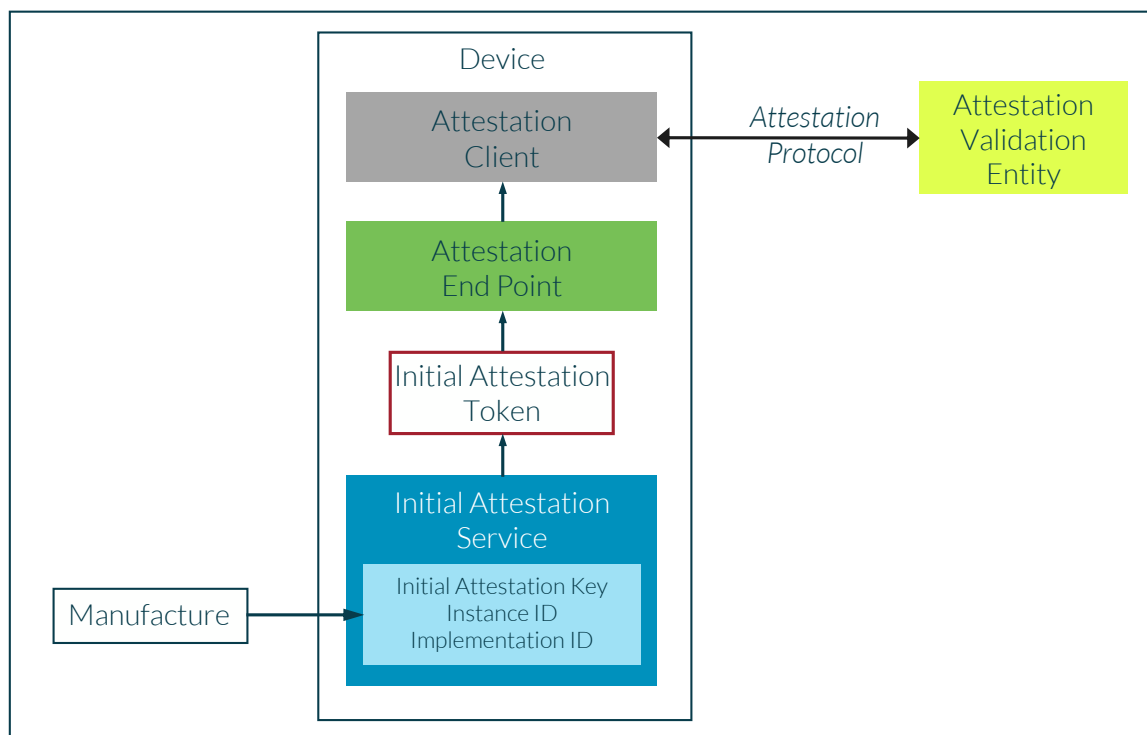 Device
Attestation
Client
Attestation
Protocol
Attestation
Validation
Entity
Attestation
End Point
Initial Attestation
Token
Initial Attestation
Service
Initial Attestation Key
Instance ID
Implementation ID
Manufacture